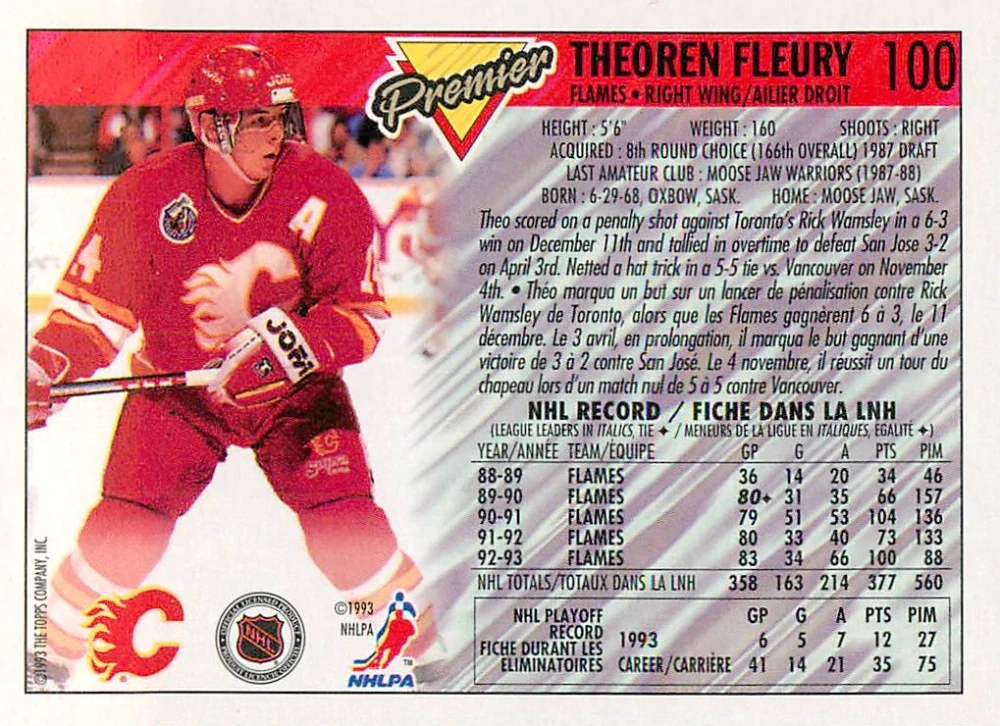 Premier
THEOREN FLEURY 100
FLAMES • RIGHT WING/AILIER DROIT
HEIGHT : 5'6" WEIGHT : 160 SHOOTS : RIGHT
ACQUIRED : 8th ROUND CHOICE (166th OVERALL) 1987 DRAFT
LAST AMATEUR CLUB : MOOSE JAW WARRIORS (1987-88)
BORN : 6-29-68, OXBOW, SASK. HOME : MOOSE JAW, SASK.
Theo scored on a penalty shot against Toronto's Rick Wamsley in a 6-3
win on December 11th and tallied in overtime to defeat San Jose 3-2
on April 3rd. Netted a hat trick in a 5-5 tie vs. Vancouver on November
4th. • Théo marqua un but sur un lancer de pénalisation contre Rick
Wamsley de Toronto, alors que les Flames gagnèrent 6 à 3, le 11
décembre. Le 3 avril, en prolongation, il marqua le but gagnant d'une
victoire de 3 à 2 contre San José. Le 4 novembre, il réussit un tour du
chapeau lors d'un match nul de 5 à 5 contre Vancouver.
NHL RECORD / FICHE DANS LA LNH
(LEAGUE LEADERS IN ITALICS, TIE ✦ / MENEURS DE LA LIGUE EN ITALIQUES, EGALITÉ ✦)
YEAR/ANNÉE TEAM/ÉQUIPE GP G A PTS PIM
88-89 FLAMES 36 14 20 34 46
89-90 FLAMES 80✦ 31 35 66 157
90-91 FLAMES 79 51 53 104 136
91-92 FLAMES 80 33 40 73 133
92-93 FLAMES 83 34 66 100 88
NHL TOTALS/TOTAUX DANS LA LNH 358 163 214 377 560
NHL PLAYOFF RECORD GP G A PTS PIM
FICHE DURANT LES 1993 6 5 7 12 27
ELIMINATOIRES CAREER/CARRIÈRE 41 14 21 35 75
A
14
JOFA
C
NHL
©1993
NHLPA
NHLPA
™
©1993 THE TOPPS COMPANY, INC